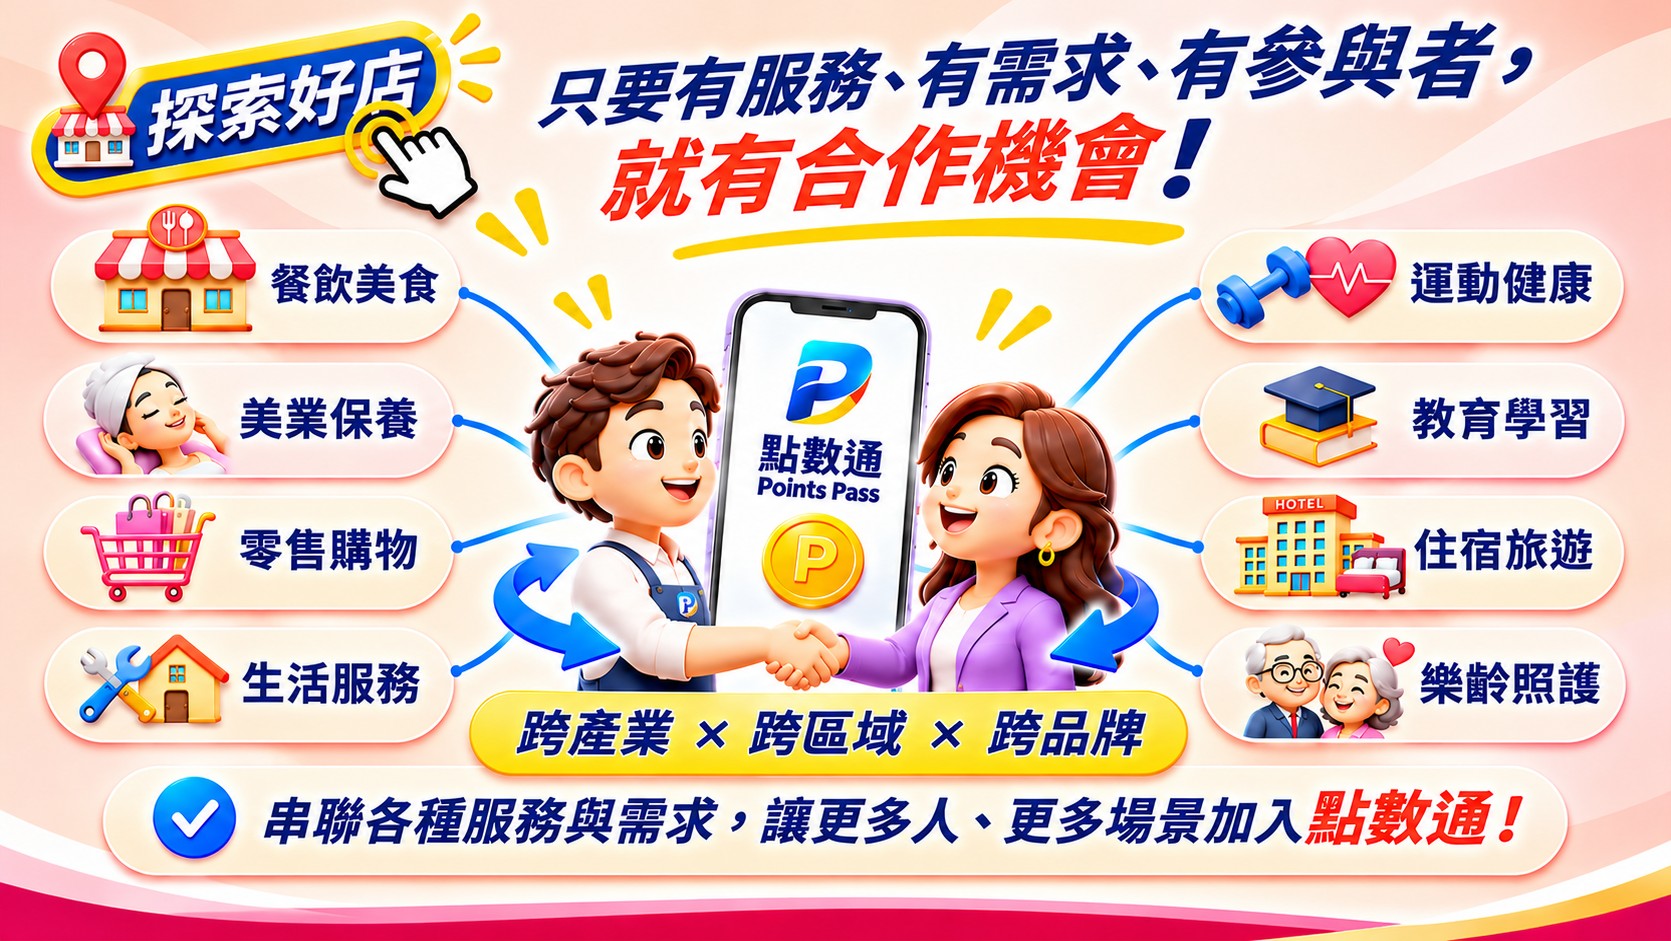 探索好店
只要有服務、有需求、有參與者，
就有合作機會！
餐飲美食
美業保養
零售購物
生活服務
點數通
Points Pass
P
運動健康
教育學習
HOTEL
住宿旅遊
樂齡照護
跨產業 × 跨區域 × 跨品牌
串聯各種服務與需求，讓更多人、更多場景加入點數通！